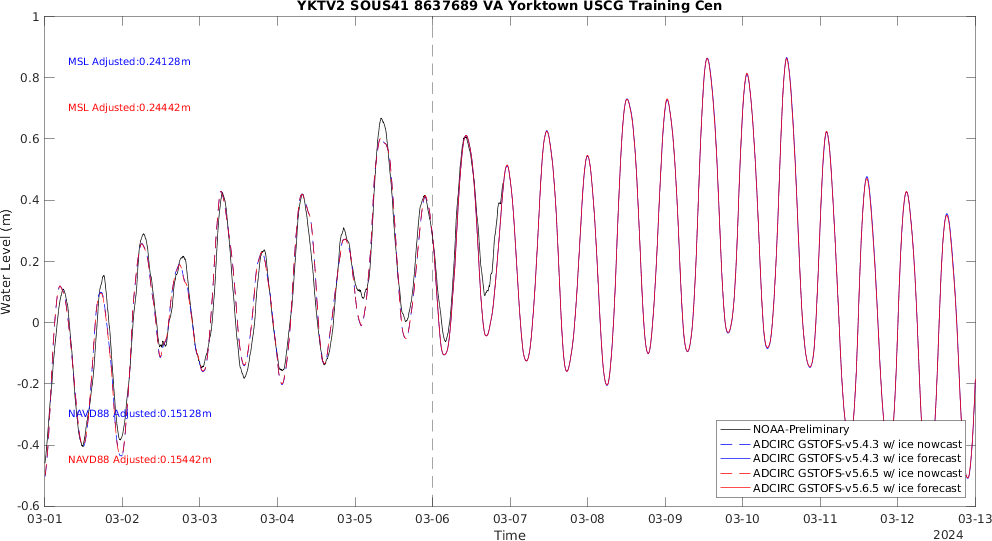 YKTV2 SOUS41 8637689 VA Yorktown USCG Training Cen
1
0.8
0.6
0.4
0.2
0
-0.2
-0.4
-0.6
Water Level (m)
MSL Adjusted:0.24128m
MSL Adjusted:0.24442m
NAVD88 Adjusted:0.15128m
NAVD88 Adjusted:0.15442m
NOAA-Preliminary
ADCIRC GSTOFS-v5.4.3 w/ ice nowcast
ADCIRC GSTOFS-v5.4.3 w/ ice forecast
ADCIRC GSTOFS-v5.6.5 w/ ice nowcast
ADCIRC GSTOFS-v5.6.5 w/ ice forecast
03-01 03-02 03-03 03-04 03-05 03-06 03-07 03-08 03-09 03-10 03-11 03-12 03-13
Time
2024